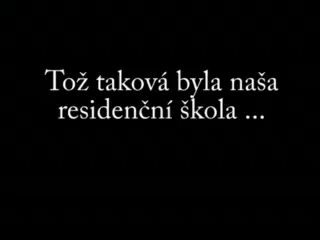 Tož taková byla naša
residenční škola ...